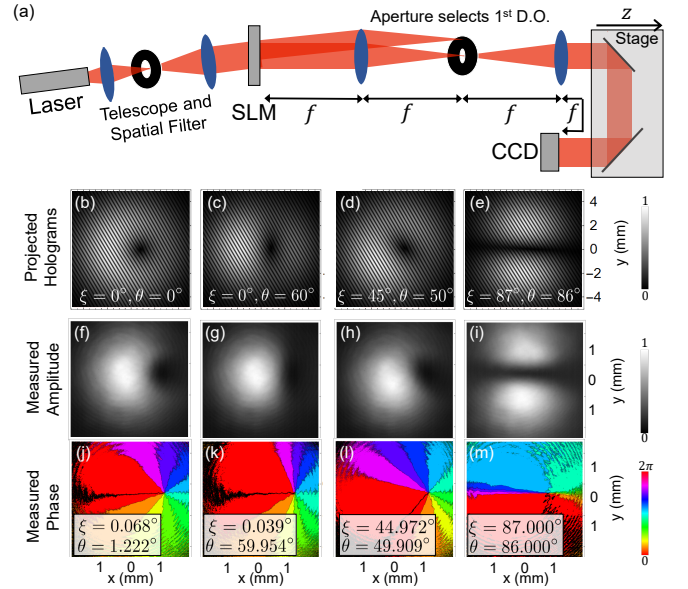 (a)
Aperture selects 1st D.O.
z
Stage
Laser
Telescope and
Spatial Filter
SLM
f
f
f
f
CCD
Projected
Holograms
(b)
(c)
(d)
(e)
ξ = 0°, θ = 0°
ξ = 0°, θ = 60°
ξ = 45°, θ = 50°
ξ = 87°, θ = 86°
4
2
0
−2
−4
y (mm)
1
0
Measured
Amplitude
(f)
(g)
(h)
(i)
1
0
1
y (mm)
1
0
Measured
Phase
(j)
(k)
(l)
(m)
ξ = 0.068°
θ = 1.222°
ξ = 0.039°
θ = 59.954°
ξ = 44.972°
θ = 49.909°
ξ = 87.000°
θ = 86.000°
1
0
1
y (mm)
2π
0
1 0 1
x (mm)
1 0 1
x (mm)
1 0 1
x (mm)
1 0 1
x (mm)